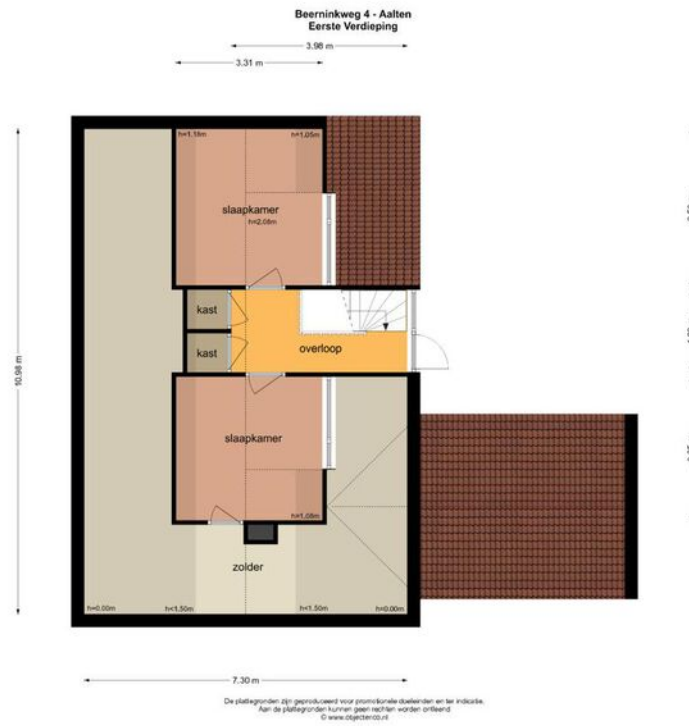 Beerninkweg 4 - Aalten
Eerste Verdieping
3.98 m
3.31 m
h=1.18m
h=1.05m
slaapkamer
h=2.08m
kast
kast
overloop
10.98 m
slaapkamer
h=1.08m
zolder
h=0.00m
h<1.50m
h<1.50m
h=0.00m
7.30 m
De plattegronden zijn geproduceerd voor promotionele doeleinden en ter indicatie.
Aan de plattegronden kunnen geen rechten worden ontleend
© www.objectenco.nl